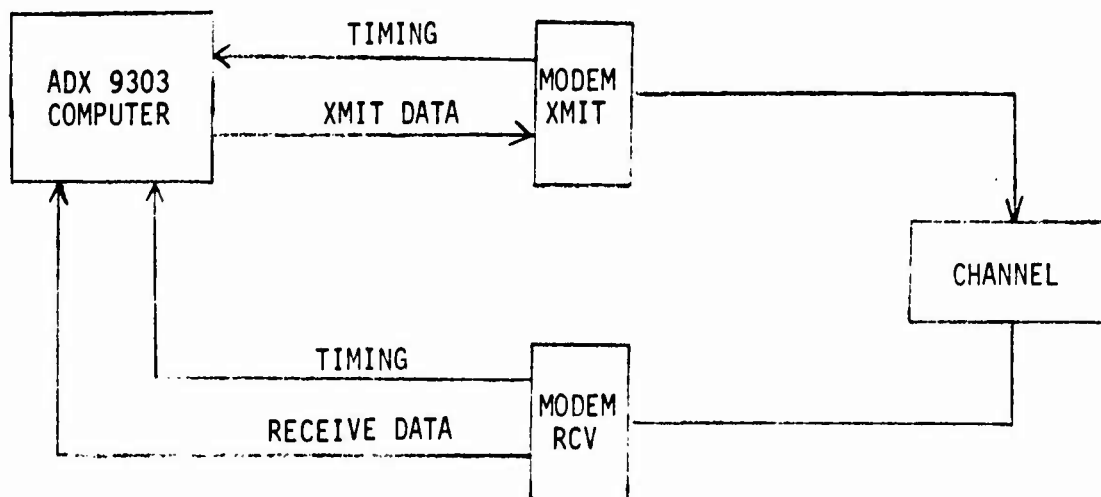 TIMING
ADX 9303
COMPUTER
XMIT DATA
MODEM
XMIT
CHANNEL
TIMING
RECEIVE DATA
MODEM
RCV